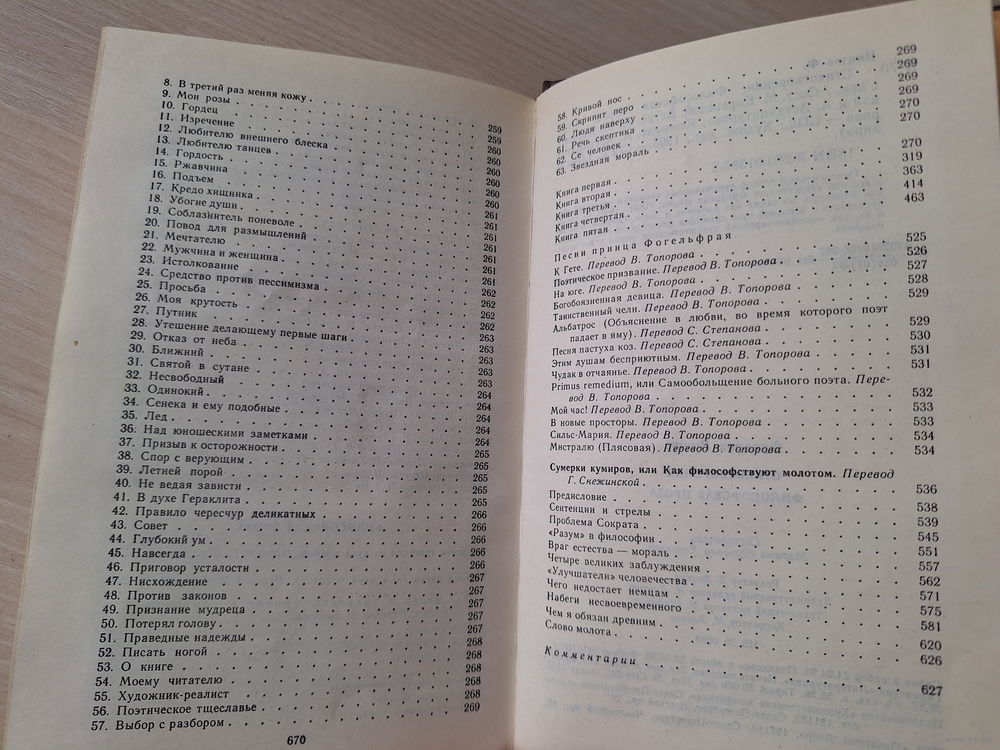 8. В третий раз меняя кожу . . . 259
9. Мои розы . . . 259
10. Гордец . . . 260
11. Изречение . . . 260
12. Любителю внешнего блеска . . . 260
13. Любителю танцев . . . 260
14. Гордость . . . 260
15. Ржавчина . . . 260
16. Подъем . . . 261
17. Кредо хищника . . . 261
18. Убогие души . . . 261
19. Соблазнитель поневоле . . . 261
20. Повод для размышлений . . . 261
21. Мечтателю . . . 261
22. Мужчина и женщина . . . 262
23. Истолкование . . . 262
24. Средство против пессимизма . . . 262
25. Просьба . . . 262
26. Моя крутость . . . 262
27. Путник . . . 263
28. Утешение делающему первые шаги . . . 263
29. Отказ от неба . . . 263
30. Ближний . . . 263
31. Святой в сутане . . . 263
32. Несвободный . . . 264
33. Одинокий . . . 264
34. Сенека и ему подобные . . . 264
35. Лед . . . 264
36. Над юношескими заметками . . . 264
37. Призыв к осторожности . . . 265
38. Спор с верующим . . . 265
39. Летней порой . . . 265
40. Не ведая зависти . . . 265
41. В духе Гераклита . . . 265
42. Правило чересчур деликатных . . . 266
43. Совет . . . 266
44. Глубокий ум . . . 266
45. Навсегда . . . 266
46. Приговор усталости . . . 266
47. Нисхождение . . . 267
48. Против законов . . . 267
49. Признание мудреца . . . 267
50. Потерял голову . . . 267
51. Праведные надежды . . . 267
52. Писать ногой . . . 268
53. О книге . . . 268
54. Моему читателю . . . 268
55. Художник-реалист . . . 268
56. Поэтическое тщеславье . . . 268
57. Выбор с разбором . . . 269
670
58. Кривой нос . . . 269
59. Скрипит перо . . . 269
60. Люди наверху . . . 269
61. Речь скептика . . . 269
62. Се человек . . . 270
63. Звездная мораль . . . 270
Книга первая . . . 270
Книга вторая . . . 319
Книга третья . . . 363
Книга четвертая . . . 414
Книга пятая . . . 463
Песни принца Фогельфрая
К Гете. Перевод В. Топорова . . . 525
Поэтическое призвание. Перевод В. Топорова . . . 526
На юге. Перевод В. Топорова . . . 527
Богобоязненная девица. Перевод В. Топорова . . . 528
Таинственный челн. Перевод В. Топорова . . . 529
Альбатрос (Объяснение в любви, во время которого поэт
падает в яму). Перевод С. Степанова . . . 529
Песня пастуха коз. Перевод С. Степанова . . . 530
Этим душам бесприютным. Перевод В. Топорова . . . 531
Чудак в отчаянье. Перевод В. Топорова . . . 531
Primus remedium, или Самообольщение больного поэта. Пере-
вод В. Топорова . . . 532
Мой час! Перевод В. Топорова . . . 533
В новые просторы. Перевод В. Топорова . . . 533
Сильс-Мария. Перевод В. Топорова . . . 534
Мистралю (Плясовая). Перевод В. Топорова . . . 534
Сумерки кумиров, или Как философствуют молотом. Перевод
Г. Снежинской . . . 536
Предисловие . . . 538
Сентенции и стрелы . . . 539
Проблема Сократа . . . 545
«Разум» в философии . . . 551
Враг естества — мораль . . . 557
Четыре великих заблуждения . . . 562
«Улучшатели» человечества . . . 571
Чего недостает немцам . . . 575
Набеги несвоевременного . . . 581
Чем я обязан древним . . . 620
Слово молота . . . 626
Комментарии . . . 627